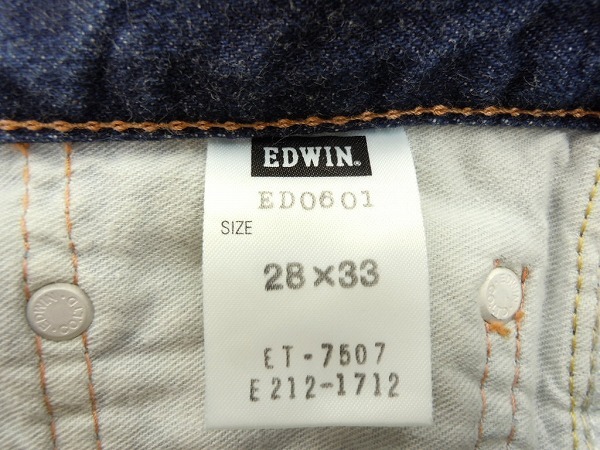 EDWIN.
ED0601
SIZE
28×33
ET-7507
E212-1712